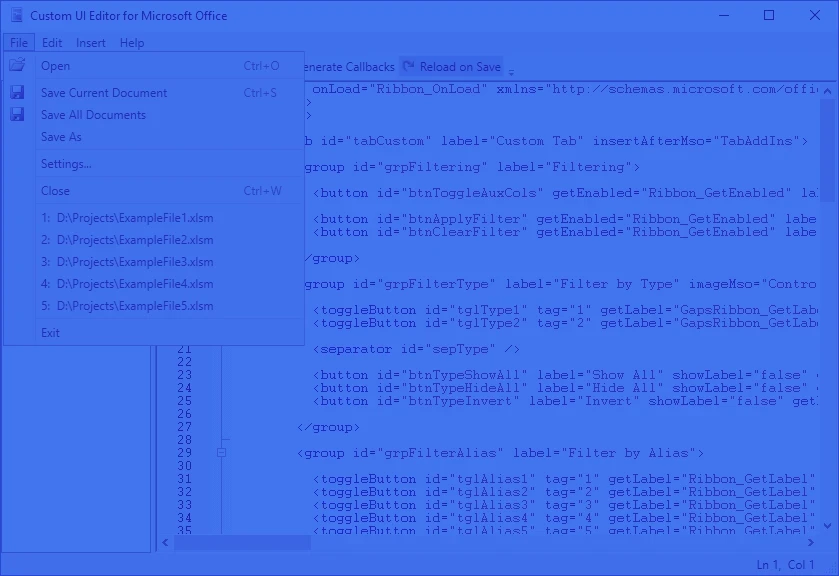 Custom UI Editor for Microsoft Office
File Edit Insert Help
Open Ctrl+O
Save Current Document Ctrl+S
Save All Documents
Save As
Settings...
Close Ctrl+W
1: D:\Projects\ExampleFile1.xlsm
2: D:\Projects\ExampleFile2.xlsm
3: D:\Projects\ExampleFile3.xlsm
4: D:\Projects\ExampleFile4.xlsm
5: D:\Projects\ExampleFile5.xlsm
Exit
enerate Callbacks Reload on Save
onLoad="Ribbon_OnLoad" xmlns="http://schemas.microsoft.com/offi
>
>
b id="tabCustom" label="Custom Tab" insertAfterMso="TabAddIns">
group id="grpFiltering" label="Filtering">
<button id="btnToggleAuxCols" getEnabled="Ribbon_GetEnabled" la
<button id="btnApplyFilter" getEnabled="Ribbon_GetEnabled" labe
<button id="btnClearFilter" getEnabled="Ribbon_GetEnabled" labe
/group>
group id="grpFilterType" label="Filter by Type" imageMso="Contro
<toggleButton id="tglType1" tag="1" getLabel="GapsRibbon_GetLab
<toggleButton id="tglType2" tag="2" getLabel="GapsRibbon_GetLab
21 <separator id="sepType" />
22
23 <button id="btnTypeShowAll" label="Show All" showLabel="false" g
24 <button id="btnTypeHideAll" label="Hide All" showLabel="false" g
25 <button id="btnTypeInvert" label="Invert" showLabel="false" get
26
27 </group>
28
29 <group id="grpFilterAlias" label="Filter by Alias">
30
31 <toggleButton id="tglAlias1" tag="1" getLabel="Ribbon_GetLabel"
32 <toggleButton id="tglAlias2" tag="2" getLabel="Ribbon_GetLabel"
33 <toggleButton id="tglAlias3" tag="3" getLabel="Ribbon_GetLabel"
34 <toggleButton id="tglAlias4" tag="4" getLabel="Ribbon_GetLabel"
35 <toggleButton id="tglAlias5" tag="5" getLabel="Ribbon_GetLabel"
Ln 1, Col 1